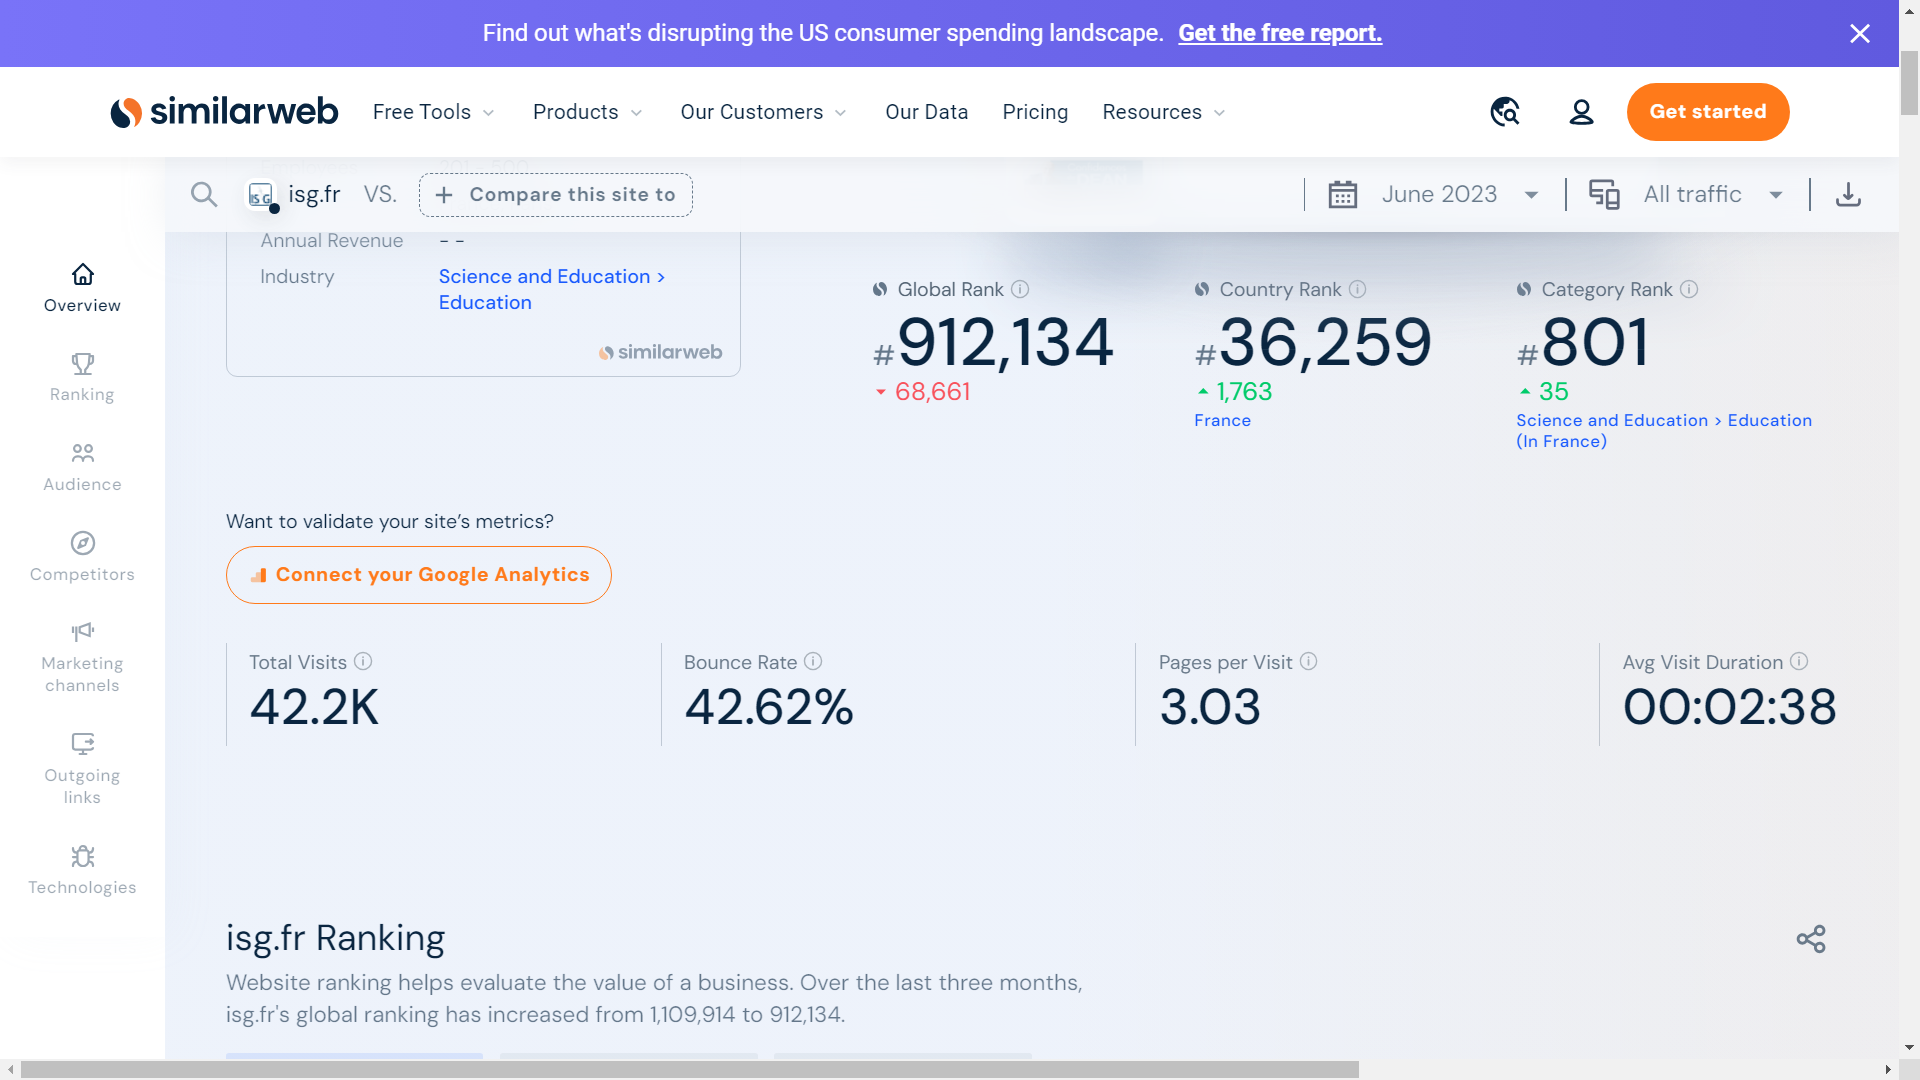 Find out what's disrupting the US consumer spending landscape. Get the free report.
similarweb
Free Tools
Products
Our Customers
Our Data
Pricing
Resources
Get started
isg.fr
VS.
+ Compare this site to
June 2023
All traffic
Overview
Ranking
Audience
Competitors
Marketing
channels
Outgoing
links
Technologies
Annual Revenue
- -
Industry
Science and Education >
Education
similarweb
Global Rank
#912,134
68,661
Country Rank
#36,259
1,763
France
Category Rank
#801
35
Science and Education > Education
(In France)
Want to validate your site’s metrics?
Connect your Google Analytics
Total Visits
42.2K
Bounce Rate
42.62%
Pages per Visit
3.03
Avg Visit Duration
00:02:38
isg.fr Ranking
Website ranking helps evaluate the value of a business. Over the last three months,
isg.fr's global ranking has increased from 1,109,914 to 912,134.